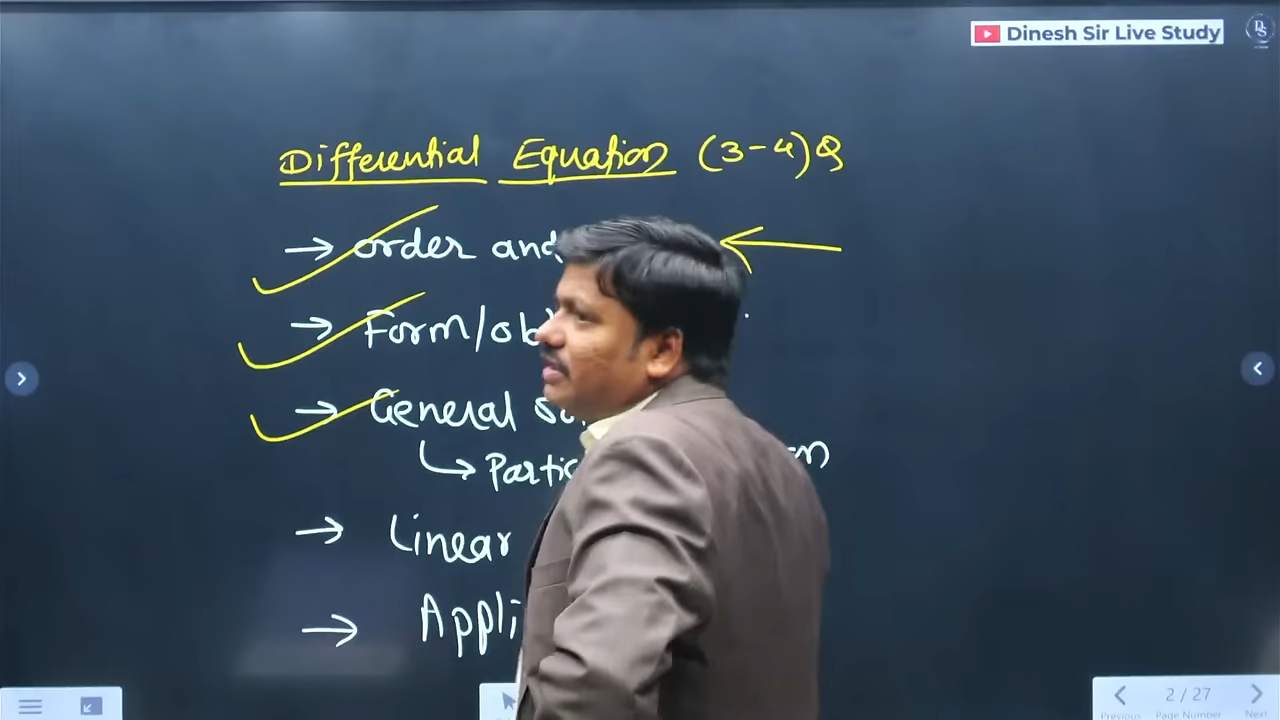 Dinesh Sir Live Study
DS
Differential Equation (3-4)Q
→ order and
→ Form/ob
→ General so
↳ Partic
→ Linear
→ Appli
2 / 27
Previous Page Number Next